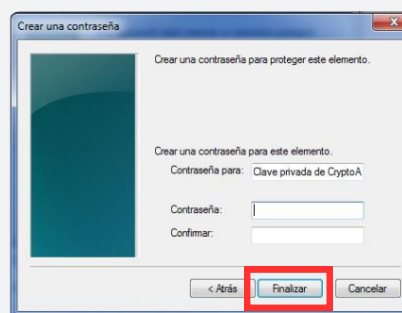 Crear una contraseña
Crear una contraseña para proteger este elemento.
Crear una contraseña para este elemento.
Contraseña para: Clave privada de CryptoA
Contraseña:
Confirmar:
< Atrás Finalizar Cancelar